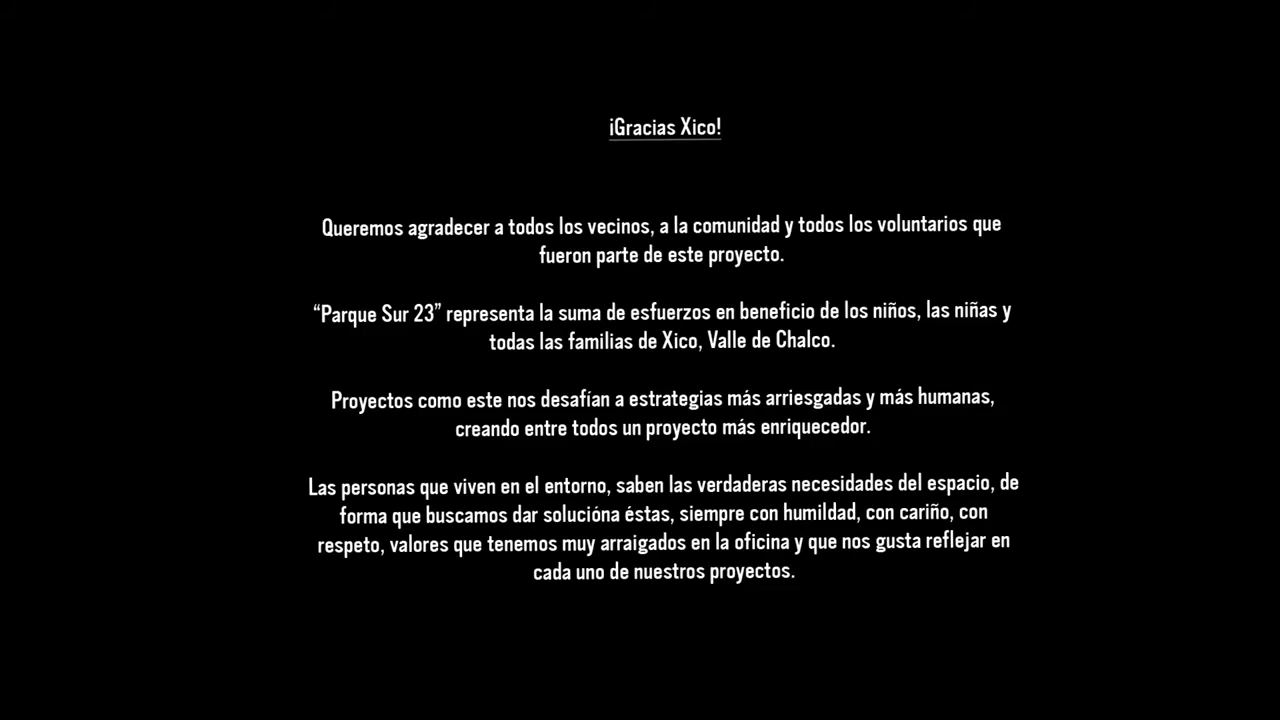 ¡Gracias Xico!
Queremos agradecer a todos los vecinos, a la comunidad y todos los voluntarios que
fueron parte de este proyecto.
“Parque Sur 23” representa la suma de esfuerzos en beneficio de los niños, las niñas y
todas las familias de Xico, Valle de Chalco.
Proyectos como este nos desafían a estrategias más arriesgadas y más humanas,
creando entre todos un proyecto más enriquecedor.
Las personas que viven en el entorno, saben las verdaderas necesidades del espacio, de
forma que buscamos dar solucióna éstas, siempre con humildad, con cariño, con
respeto, valores que tenemos muy arraigados en la oficina y que nos gusta reflejar en
cada uno de nuestros proyectos.